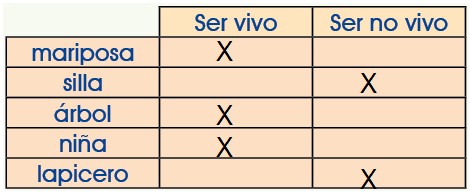 Ser vivo Ser no vivo
mariposa X
silla X
árbol X
niña X
lapicero X